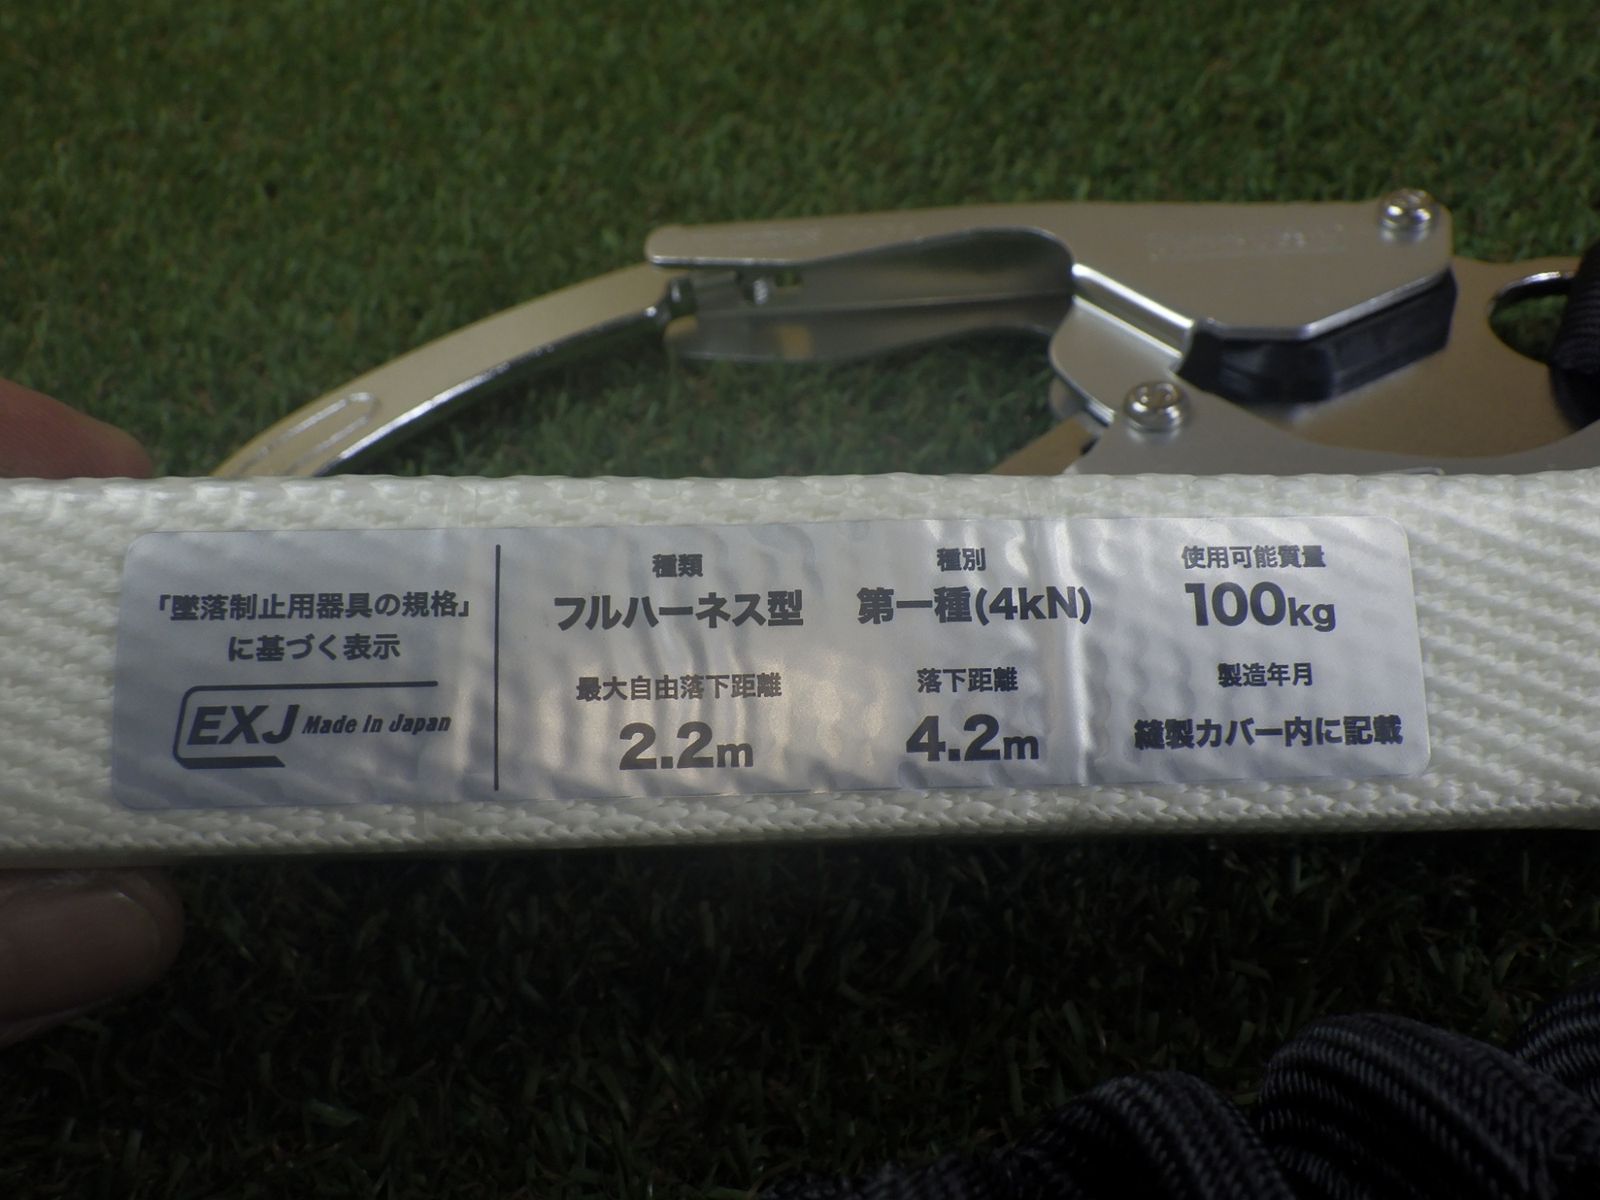 「墜落制止用器具の規格」
に基づく表示
EXJ Made in Japan
種類
フルハーネス型
種別
第一種(4kN)
使用可能質量
100kg
最大自由落下距離
2.2m
落下距離
4.2m
製造年月
縫製カバー内に記載